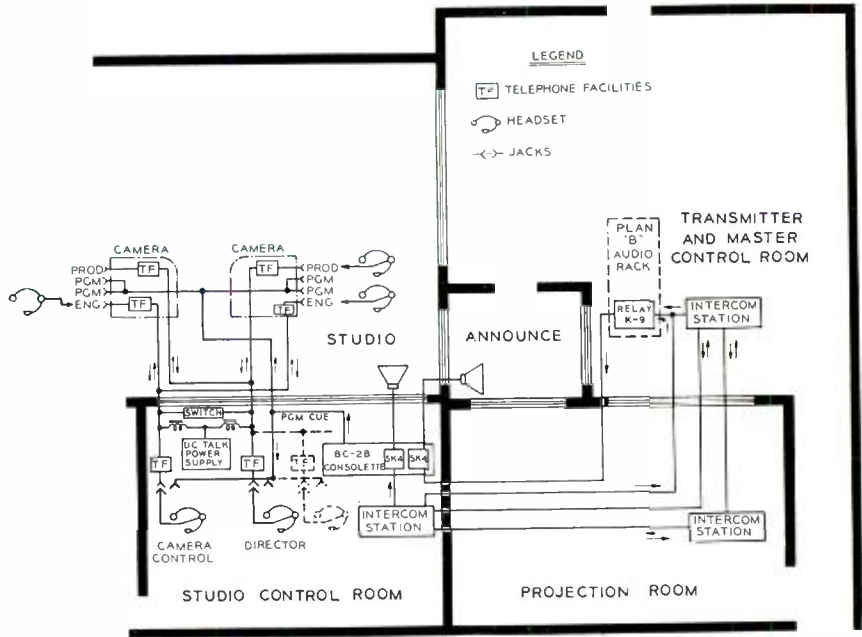 LEGEND
TF TELEPHONE FACILITIES
HEADSET
JACKS
PLAN
"B"
AUDIO
RACK
TRANSMITTER
AND MASTER
CONTROL ROOM
RELAY
K-9
INTERCOM
STATION
CAMERA
CAMERA
PROD
PGM
PGM
ENG
TF
TF
TF
TF
PROD
PGM
PGM
ENG
STUDIO
ANNOUNCE
SWITCH
PGM CUE
DC TALK
POWER
SUPPLY
TF
TF
TF
BC-2B
CONSOLETTE
SK4
SK4
INTERCOM
STATION
INTERCOM
STATION
CAMERA
CONTROL
DIRECTOR
STUDIO CONTROL ROOM
PROJECTION ROOM